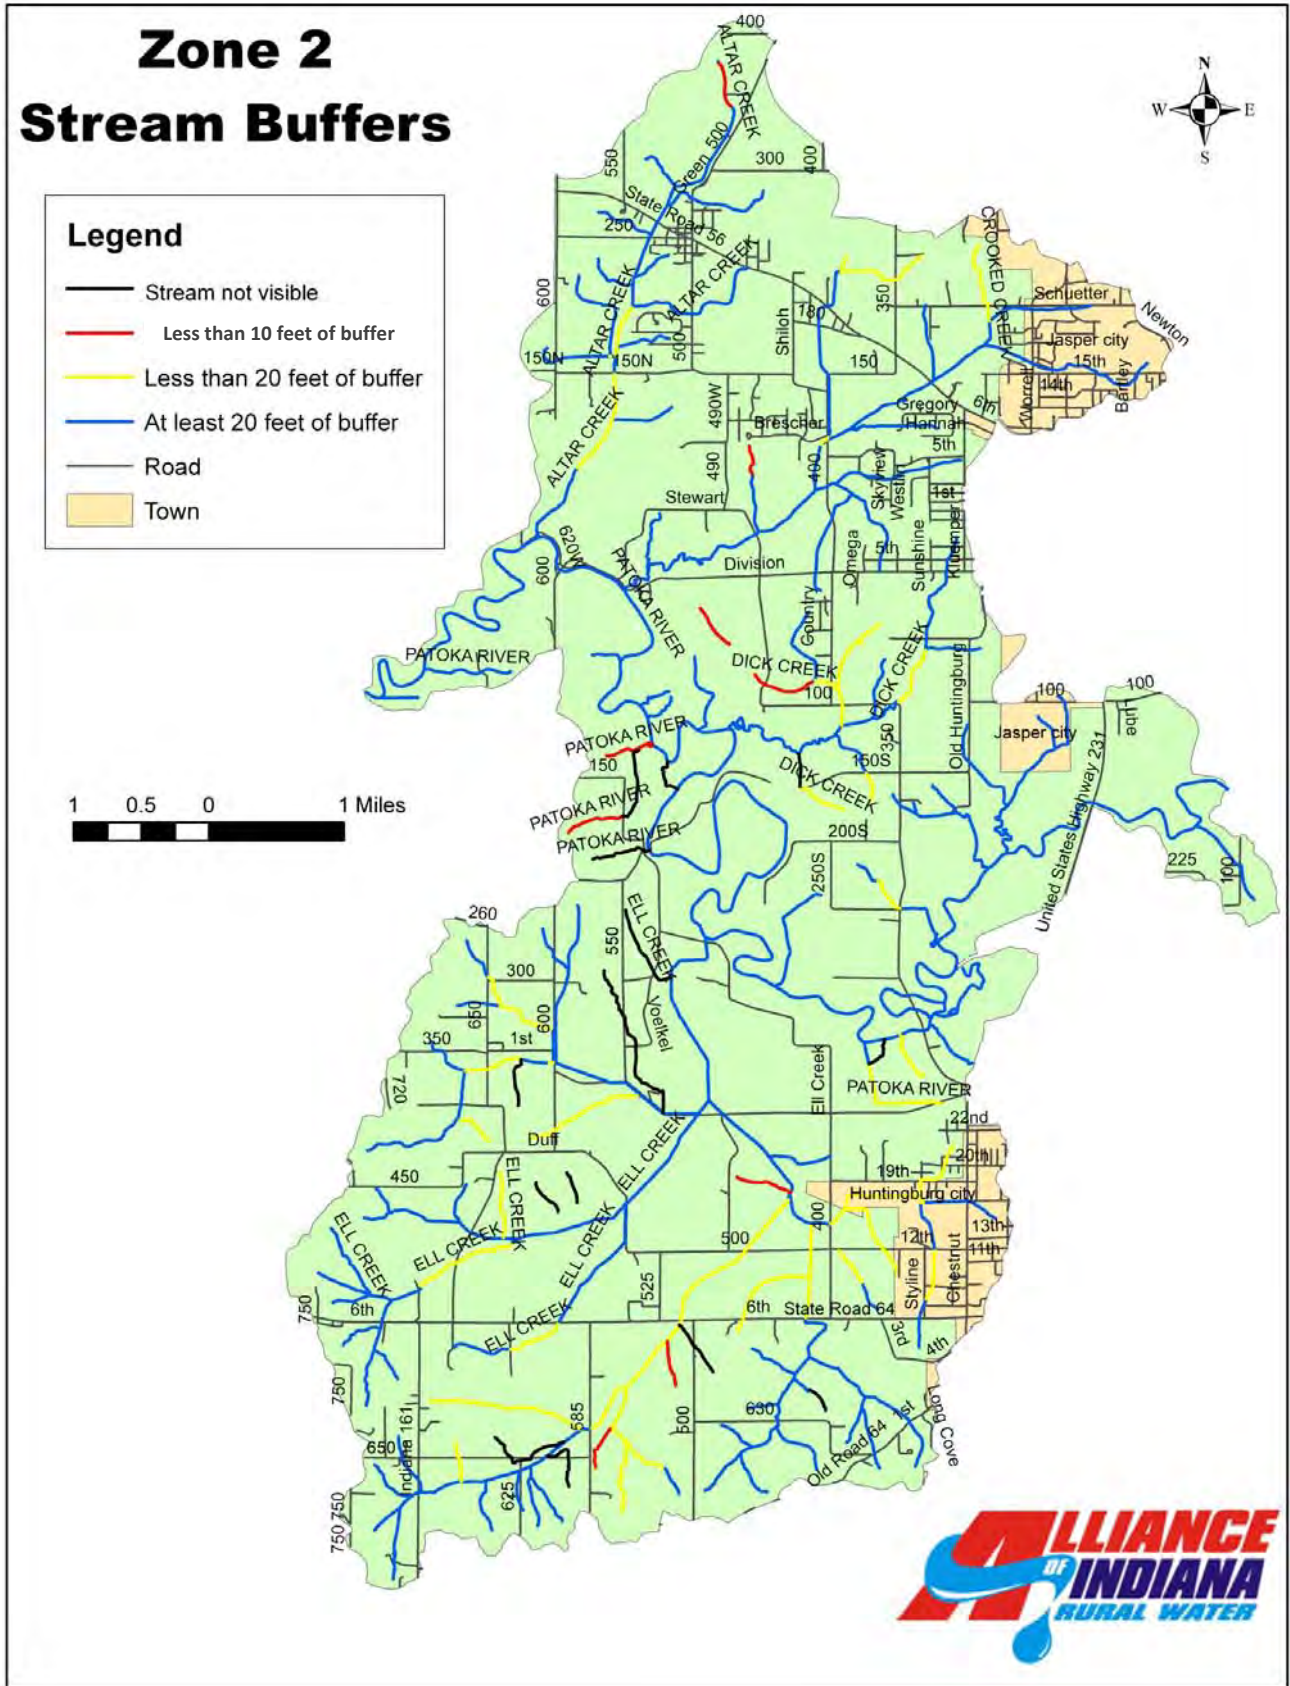 Zone 2
Stream Buffers
Legend
Stream not visible
Less than 10 feet of buffer
Less than 20 feet of buffer
At least 20 feet of buffer
Road
Town
N
W E
S
1 0.5 0 1 Miles
400
ALTAR CREEK
550
Green 500
300
400
State Road 56
250
CROOKED CREEK
600
ALTAR CREEK
ALTAR CREEK
350
Schuetter
Newton
180
Shiloh
Jasper city
150N
150N
500
150
15th
14th
Worrell
Bartley
ALTAR CREEK
490W
Brescher
Gregory
6th
Hannah
5th
490
400
Skyview
Westlin
1st
Stewart
Kluemper
620W
600
PATOKA RIVER
Division
Omega
5th
Sunshine
Country
PATOKA RIVER
DICK CREEK
DICK CREEK
Old Huntingburg
100
100
100
Lube
PATOKA RIVER
350
Jasper city
150
150S
DICK CREEK
PATOKA RIVER
United States Highway 231
PATOKA RIVER
200S
225
100
250S
260
ELL CREEK
550
300
650
600
Voelkel
350
1st
Ell Creek
720
PATOKA RIVER
22nd
Duff
ELL CREEK
20th
19th
450
ELL CREEK
Huntingburg city
400
ELL CREEK
ELL CREEK
ELL CREEK
500
12th
13th
11th
525
Styline
Chestnut
750
6th
ELL CREEK
6th
State Road 64
3rd
4th
750
Indiana 161
585
500
630
1st
Long Cove
650
Old Road 64
625
750
750
ALLIANCE
OF
INDIANA
RURAL WATER